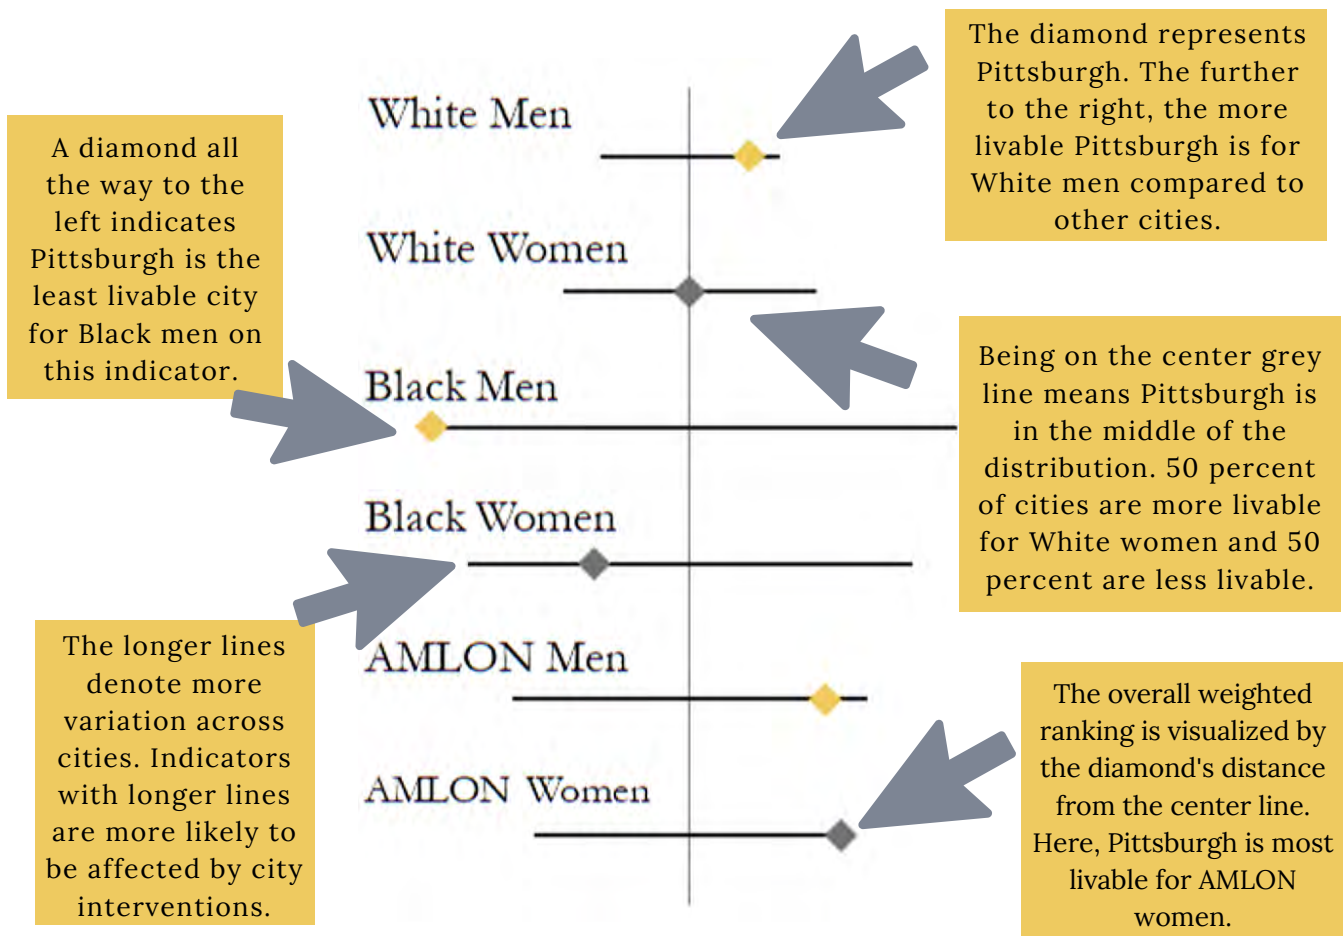 The diamond represents
Pittsburgh. The further
to the right, the more
livable Pittsburgh is for
White men compared to
other cities.
A diamond all
the way to the
left indicates
Pittsburgh is the
least livable city
for Black men on
this indicator.
White Men
White Women
Black Men
Black Women
AMLON Men
AMLON Women
Being on the center grey
line means Pittsburgh is
in the middle of the
distribution. 50 percent
of cities are more livable
for White women and 50
percent are less livable.
The longer lines
denote more
variation across
cities. Indicators
with longer lines
are more likely to
be affected by city
interventions.
The overall weighted
ranking is visualized by
the diamond's distance
from the center line.
Here, Pittsburgh is most
livable for AMLON
women.